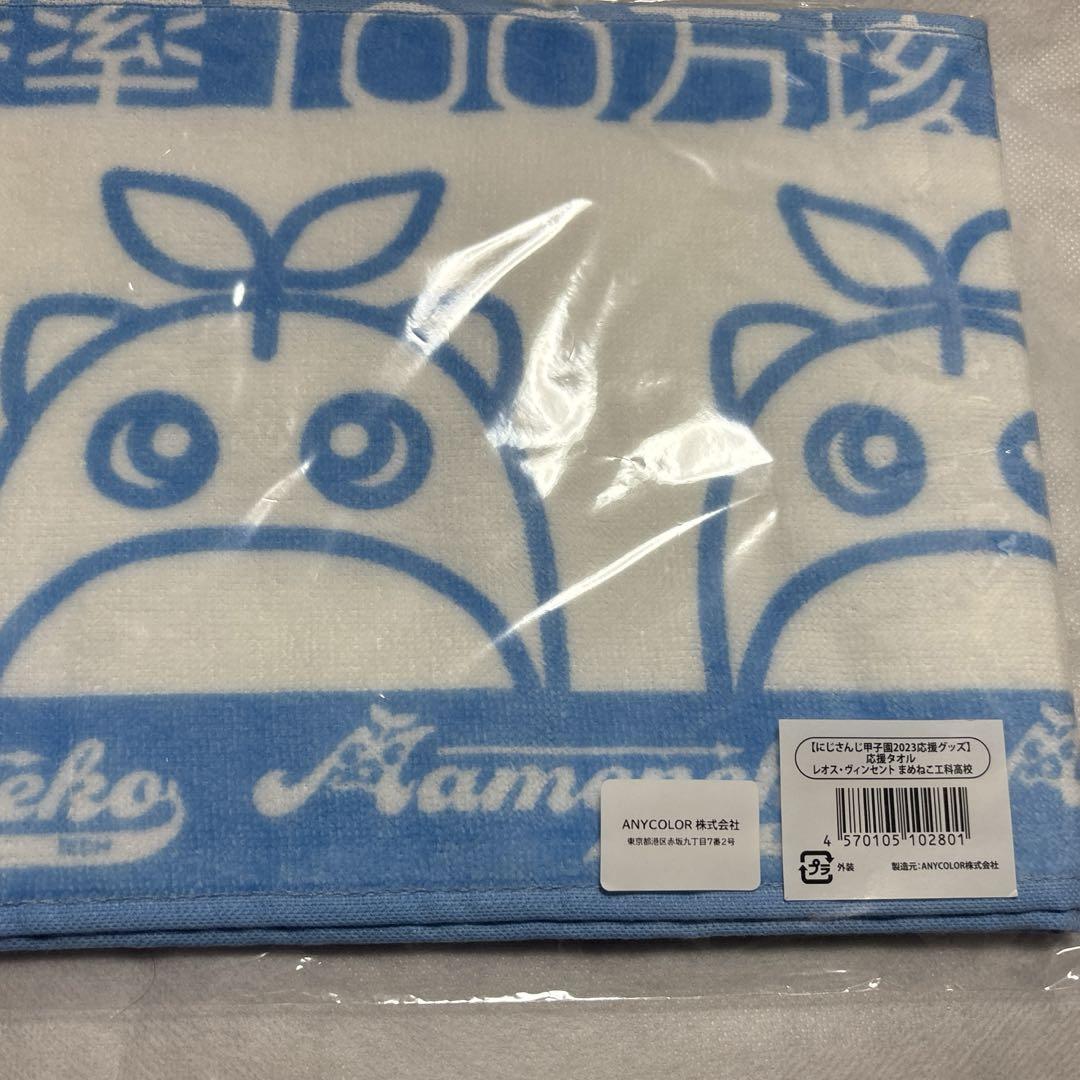 率100万株
eko
Mamenek
ANYCOLOR 株式会社
東京都港区赤坂九丁目7番2号
【にじさんじ甲子園2023応援グッズ】
応援タオル
レオス・ヴィンセント まめねこ工科高校
4 570105 102801
プラ 外装 製造元:ANYCOLOR株式会社